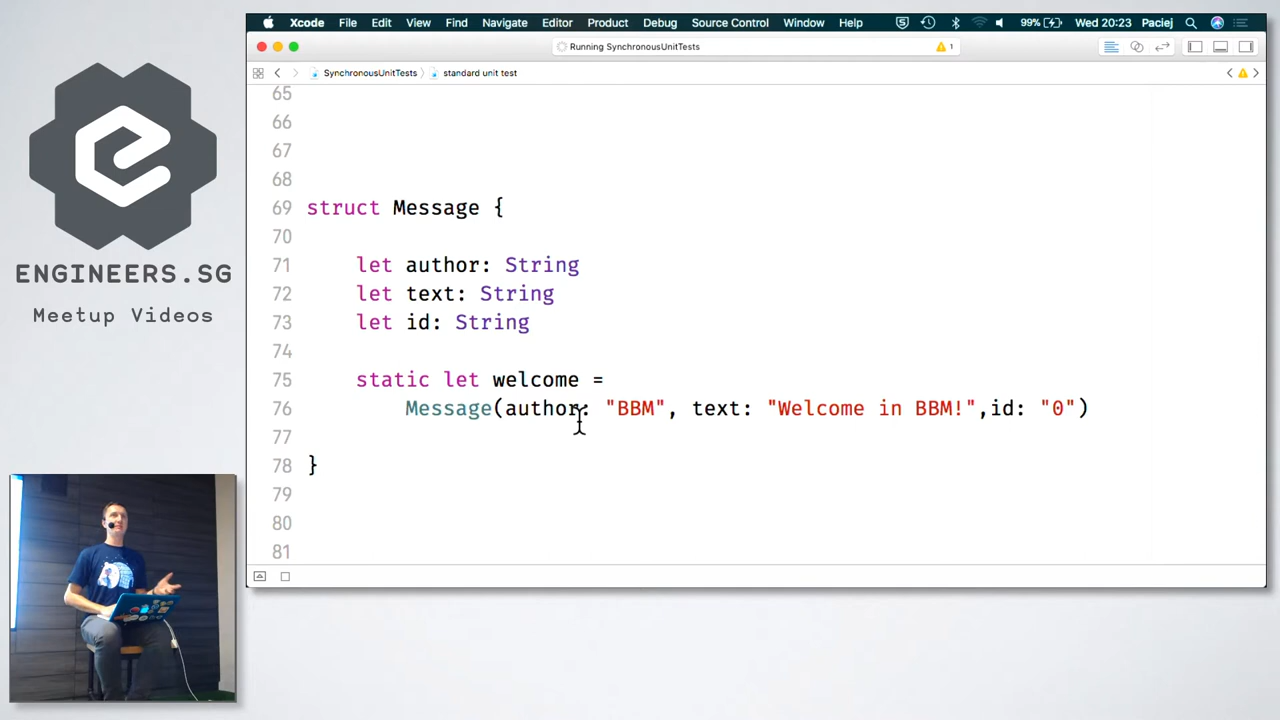 Xcode File Edit View Find Navigate Editor Product Debug Source Control Window Help 99% Wed 20:23 Paciej
Running SynchronousUnitTests 1
SynchronousUnitTests standard unit test
65
66
67
68
69 struct Message {
70
71 let author: String
72 let text: String
73 let id: String
74
75 static let welcome =
76 Message(author: "BBM", text: "Welcome in BBM!",id: "0")
77
78 }
79
80
81
ENGINEERS.SG
Meetup Videos